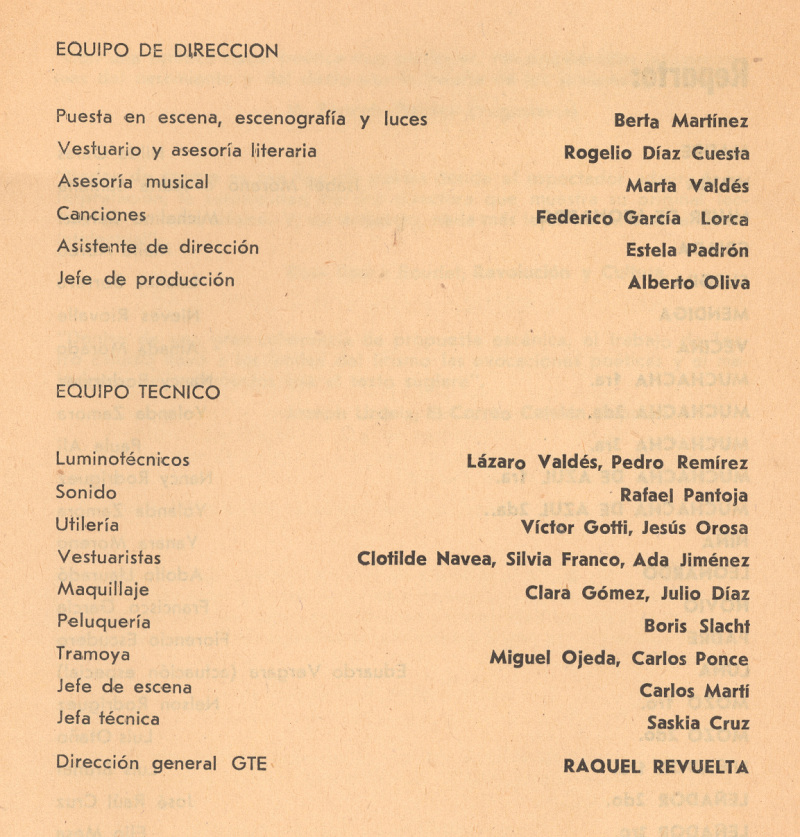 EQUIPO DE DIRECCION
Puesta en escena, escenografía y luces Berta Martínez
Vestuario y asesoría literaria Rogelio Díaz Cuesta
Asesoría musical Marta Valdés
Canciones Federico García Lorca
Asistente de dirección Estela Padrón
Jefe de producción Alberto Oliva
EQUIPO TECNICO
Luminotécnicos Lázaro Valdés, Pedro Remírez
Sonido Rafael Pantoja
Utilería Víctor Gotti, Jesús Orosa
Vestuaristas Clotilde Navea, Silvia Franco, Ada Jiménez
Maquillaje Clara Gómez, Julio Díaz
Peluquería Boris Slacht
Tramoya Miguel Ojeda, Carlos Ponce
Jefe de escena Carlos Martí
Jefa técnica Saskia Cruz
Dirección general GTE RAQUEL REVUELTA